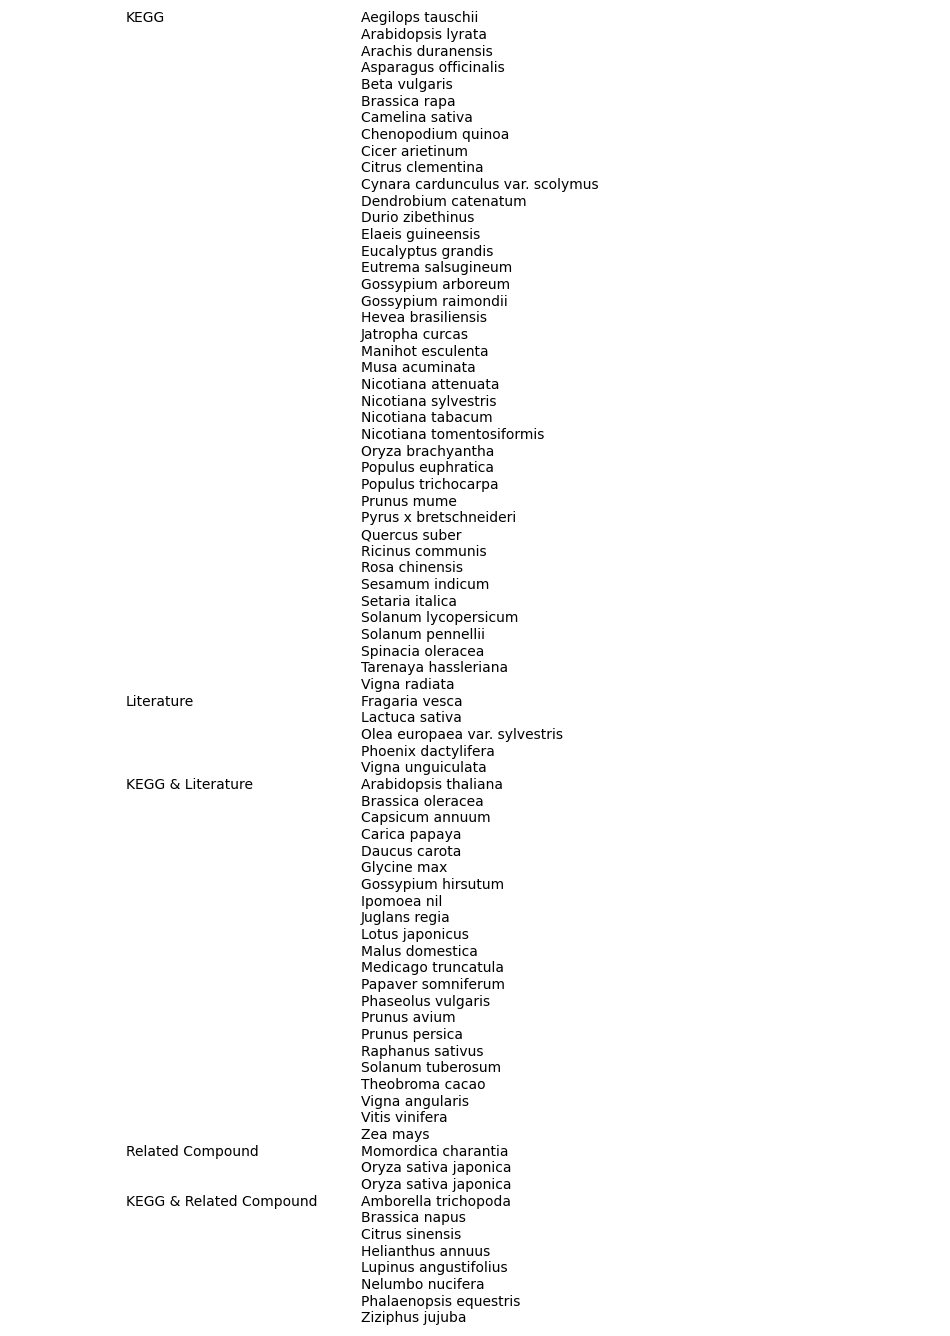 KEGG Aegilops tauschii
Arabidopsis lyrata
Arachis duranensis
Asparagus officinalis
Beta vulgaris
Brassica rapa
Camelina sativa
Chenopodium quinoa
Cicer arietinum
Citrus clementina
Cynara cardunculus var. scolymus
Dendrobium catenatum
Durio zibethinus
Elaeis guineensis
Eucalyptus grandis
Eutrema salsugineum
Gossypium arboreum
Gossypium raimondii
Hevea brasiliensis
Jatropha curcas
Manihot esculenta
Musa acuminata
Nicotiana attenuata
Nicotiana sylvestris
Nicotiana tabacum
Nicotiana tomentosiformis
Oryza brachyantha
Populus euphratica
Populus trichocarpa
Prunus mume
Pyrus x bretschneideri
Quercus suber
Ricinus communis
Rosa chinensis
Sesamum indicum
Setaria italica
Solanum lycopersicum
Solanum pennellii
Spinacia oleracea
Tarenaya hassleriana
Vigna radiata
Literature Fragaria vesca
Lactuca sativa
Olea europaea var. sylvestris
Phoenix dactylifera
Vigna unguiculata
KEGG & Literature Arabidopsis thaliana
Brassica oleracea
Capsicum annuum
Carica papaya
Daucus carota
Glycine max
Gossypium hirsutum
Ipomoea nil
Juglans regia
Lotus japonicus
Malus domestica
Medicago truncatula
Papaver somniferum
Phaseolus vulgaris
Prunus avium
Prunus persica
Raphanus sativus
Solanum tuberosum
Theobroma cacao
Vigna angularis
Vitis vinifera
Zea mays
Related Compound Momordica charantia
Oryza sativa japonica
Oryza sativa japonica
KEGG & Related Compound Amborella trichopoda
Brassica napus
Citrus sinensis
Helianthus annuus
Lupinus angustifolius
Nelumbo nucifera
Phalaenopsis equestris
Ziziphus jujuba